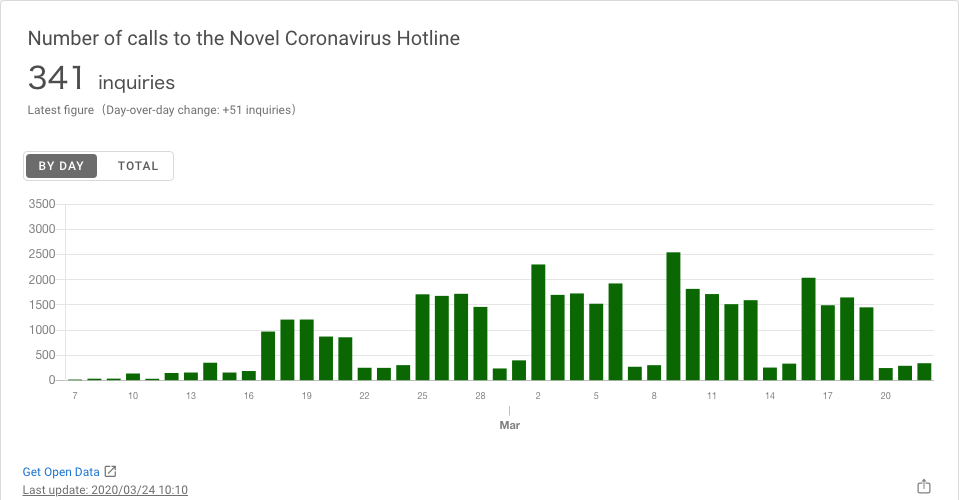 Number of calls to the Novel Coronavirus Hotline
341 inquiries
Latest figure（Day-over-day change: +51 inquiries）
BY DAY TOTAL
3500
3000
2500
2000
1500
1000
500
0
7 10 13 16 19 22 25 28 2 5 8 11 14 17 20
Mar
Get Open Data
Last update: 2020/03/24 10:10